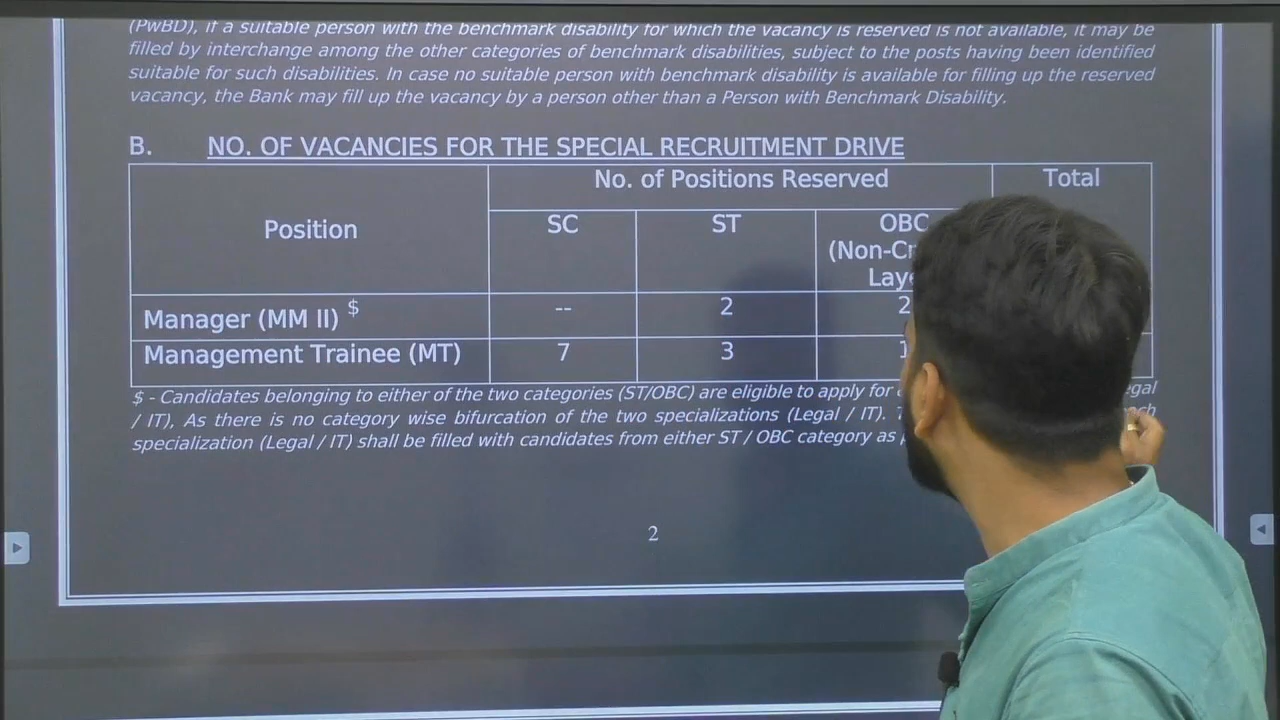 (PwBD), if a suitable person with the benchmark disability for which the vacancy is reserved is not available, it may be
filled by interchange among the other categories of benchmark disabilities, subject to the posts having been identified
suitable for such disabilities. In case no suitable person with benchmark disability is available for filling up the reserved
vacancy, the Bank may fill up the vacancy by a person other than a Person with Benchmark Disability.
B. NO. OF VACANCIES FOR THE SPECIAL RECRUITMENT DRIVE
Position No. of Positions Reserved Total
SC ST OBC
(Non-
Manager (MM II) $ -- 2 2
Management Trainee (MT) 7 3
$ - Candidates belonging to either of the two categories (ST/OBC) are eligible to apply for
/ IT), As there is no category wise bifurcation of the two specializations (Legal / IT).
specialization (Legal / IT) shall be filled with candidates from either ST / OBC category as
2